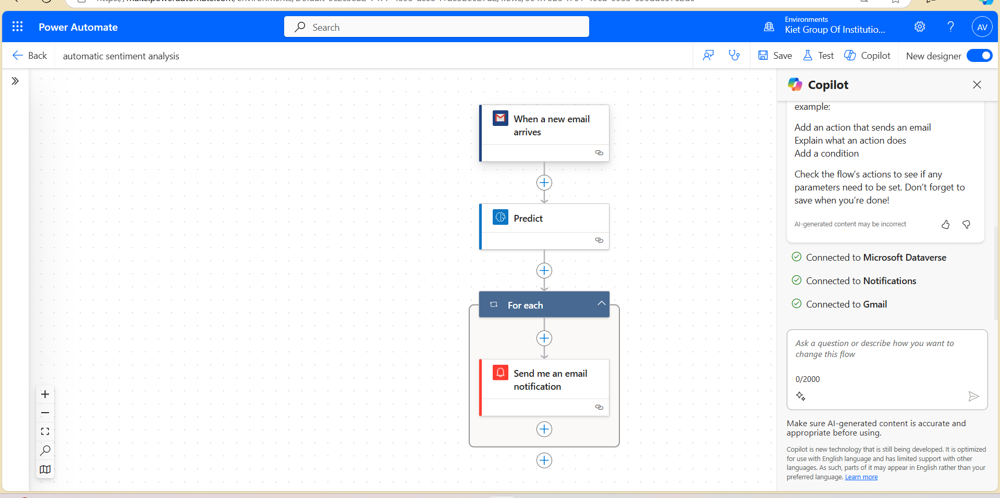 Power Automate
Search
Environments
Kiet Group Of Institutio...
AV
Back
automatic sentiment analysis
Save
Test
Copilot
New designer
Copilot
example:
Add an action that sends an email
Explain what an action does
Add a condition
Check the flow's actions to see if any
parameters need to be set. Don't forget to
save when you're done!
AI-generated content may be incorrect
Connected to Microsoft Dataverse
Connected to Notifications
Connected to Gmail
Ask a question or describe how you want to
change this flow
0/2000
Make sure AI-generated content is accurate and
appropriate before using.
Copilot is new technology that is still being developed. It is optimized
for use with English language and has limited support with other
languages. As such, parts of it may appear in English rather than your
preferred language. Learn more
When a new email
arrives
Predict
For each
Send me an email
notification